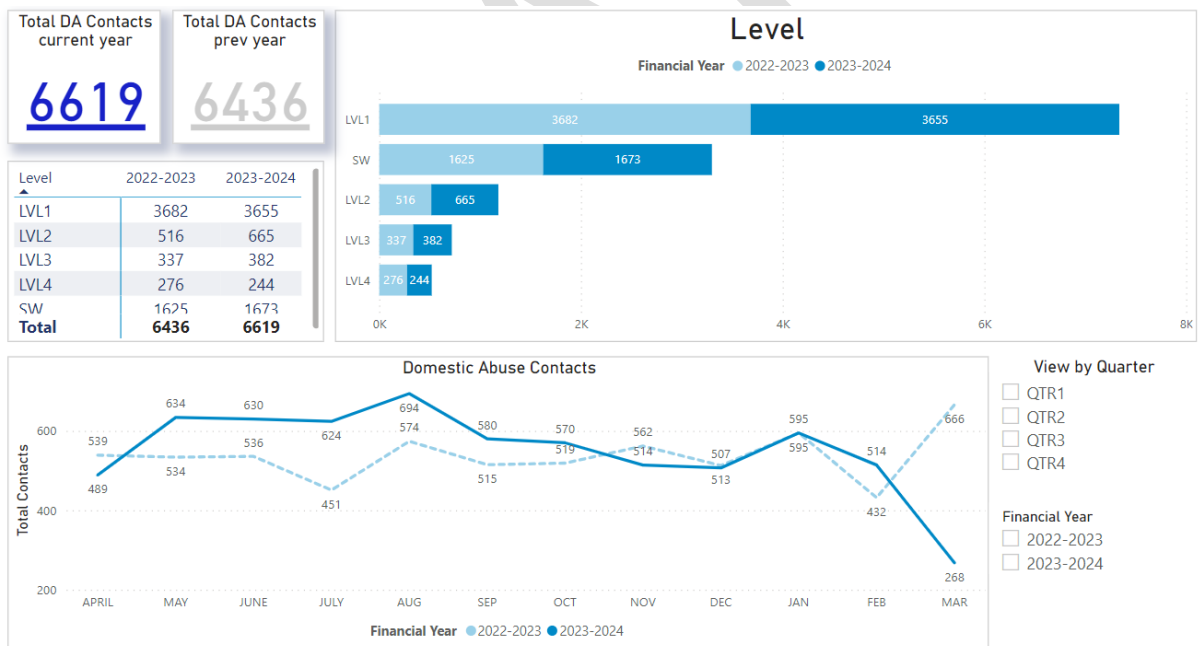 Total DA Contacts
current year
6619
Total DA Contacts
prev year
6436
Level 2022-2023 2023-2024
LVL1 3682 3655
LVL2 516 665
LVL3 337 382
LVL4 276 244
SW 1625 1673
Total 6436 6619
Level
Financial Year 2022-2023 2023-2024
LVL1 3682 3655
SW 1625 1673
LVL2 516 665
LVL3 337 382
LVL4 276 244
0K 2K 4K 6K 8K
Domestic Abuse Contacts
Total Contacts
600
400
200
539 534 536 451 574 515 519 562 513 595 432 666
489 634 630 624 694 580 570 514 507 595 514 268
APRIL MAY JUNE JULY AUG SEP OCT NOV DEC JAN FEB MAR
Financial Year 2022-2023 2023-2024
View by Quarter
QTR1
QTR2
QTR3
QTR4
Financial Year
2022-2023
2023-2024